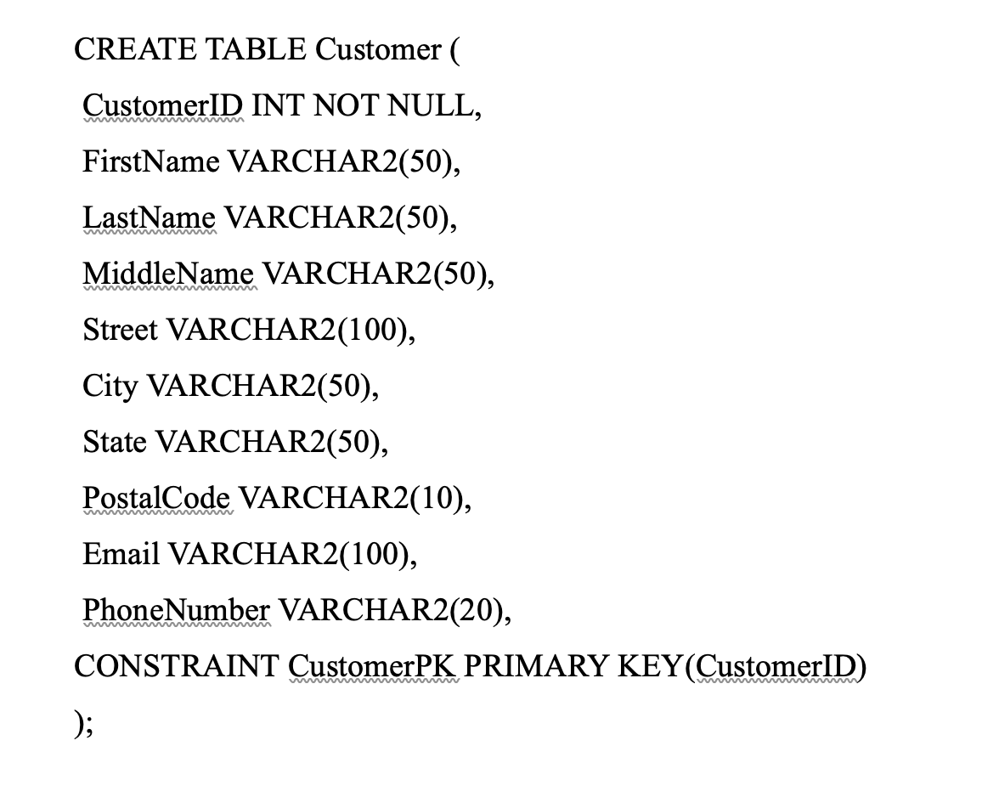 CREATE TABLE Customer (
CustomerID INT NOT NULL,
FirstName VARCHAR2(50),
LastName VARCHAR2(50),
MiddleName VARCHAR2(50),
Street VARCHAR2(100),
City VARCHAR2(50),
State VARCHAR2(50),
PostalCode VARCHAR2(10),
Email VARCHAR2(100),
PhoneNumber VARCHAR2(20),
CONSTRAINT CustomerPK PRIMARY KEY(CustomerID)
);